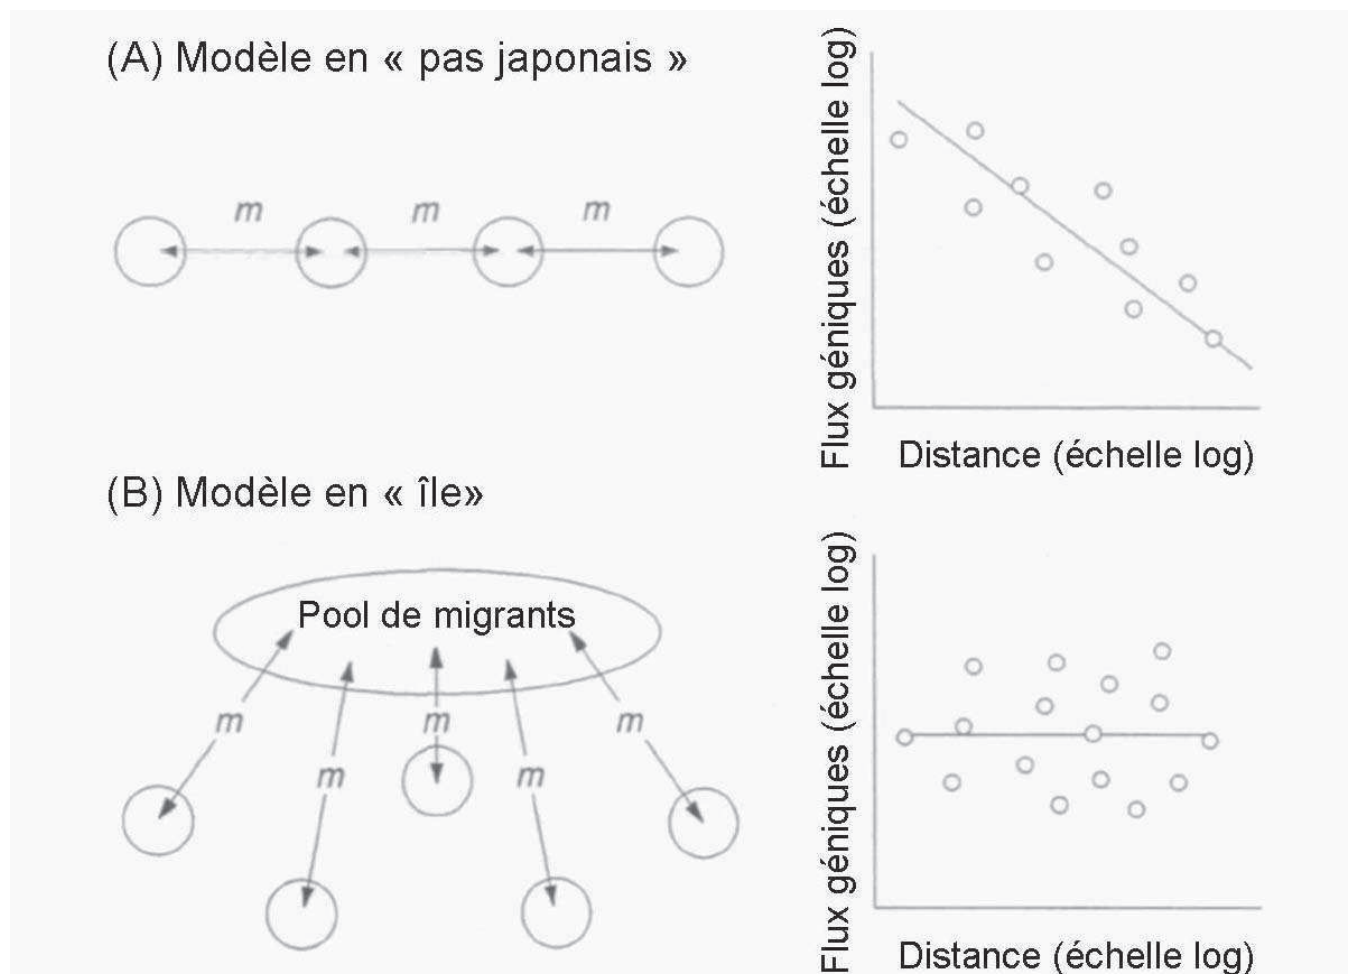 (A) Modèle en « pas japonais »
m m m
Flux géniques (échelle log)
Distance (échelle log)
(B) Modèle en « île»
Pool de migrants
m m m
m m
Flux géniques (échelle log)
Distance (échelle log)